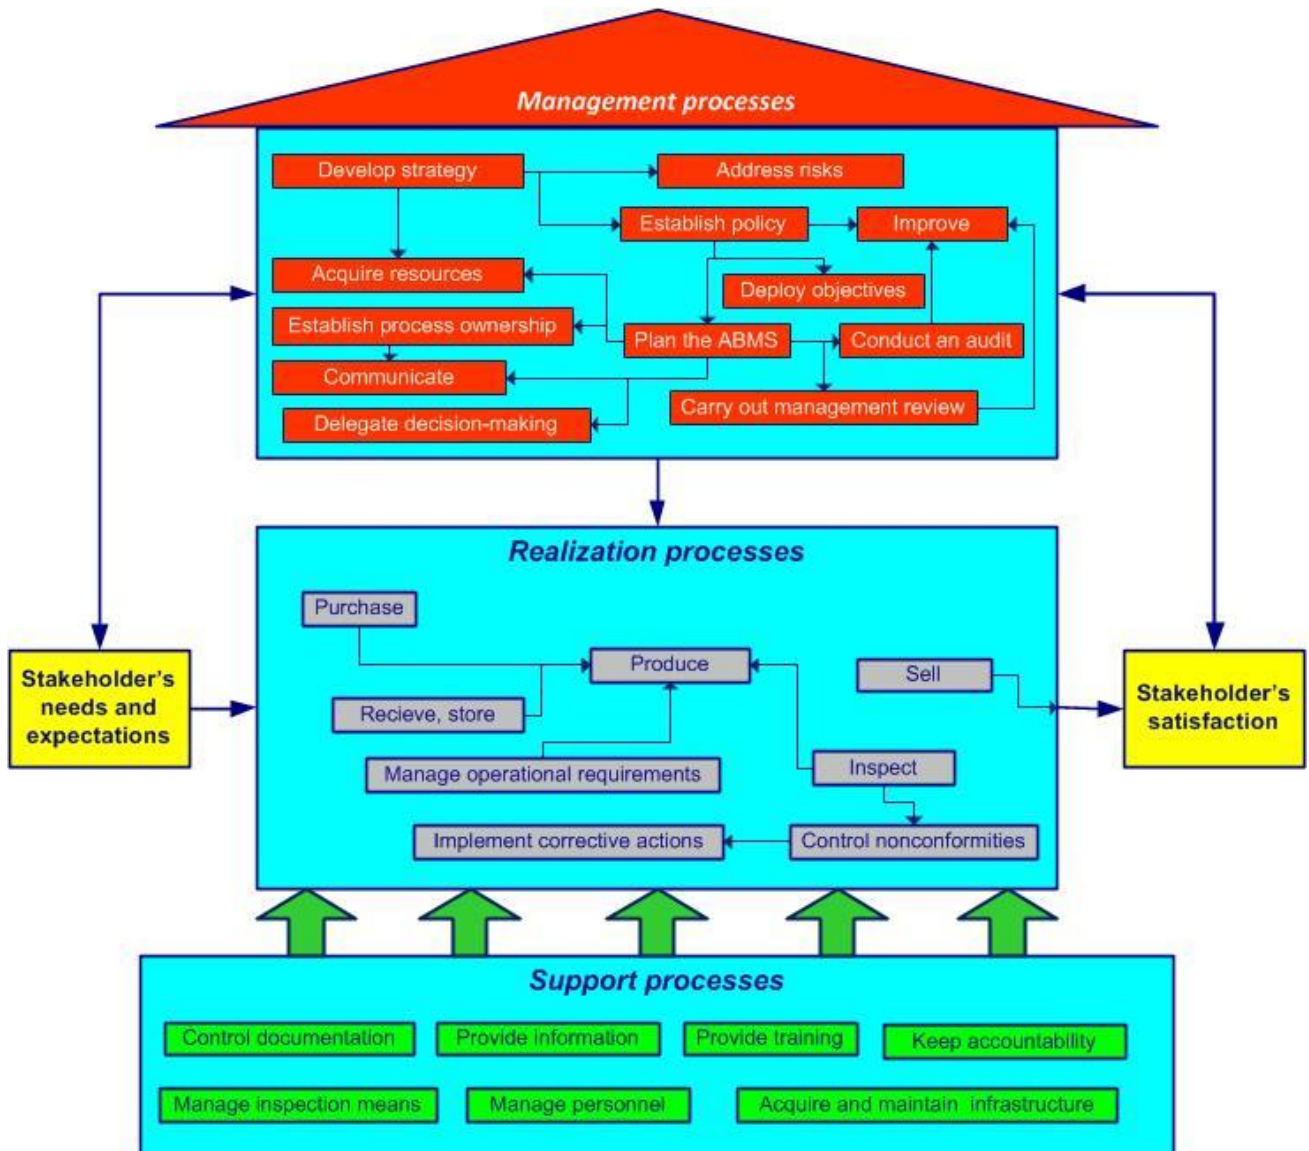 Management processes
Develop strategy
Address risks
Establish policy
Improve
Acquire resources
Deploy objectives
Establish process ownership
Plan the ABMS
Conduct an audit
Communicate
Carry out management review
Delegate decision-making
Realization processes
Purchase
Produce
Sell
Recieve, store
Manage operational requirements
Inspect
Implement corrective actions
Control nonconformities
Stakeholder's
needs and
expectations
Stakeholder's
satisfaction
Support processes
Control documentation
Provide information
Provide training
Keep accountability
Manage inspection means
Manage personnel
Acquire and maintain infrastructure